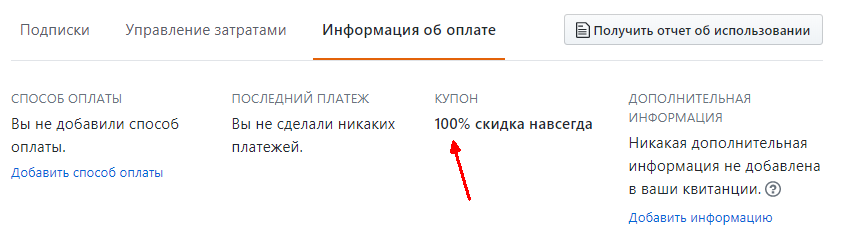 Подписки
Управление затратами
Информация об оплате
Получить отчет об использовании
СПОСОБ ОПЛАТЫ
Вы не добавили способ
оплаты.
Добавить способ оплаты
ПОСЛЕДНИЙ ПЛАТЕЖ
Вы не сделали никаких
платежей.
КУПОН
100% скидка навсегда
ДОПОЛНИТЕЛЬНАЯ
ИНФОРМАЦИЯ
Никакая дополнительная
информация не добавлена
в ваши квитанции. ?
Добавить информацию